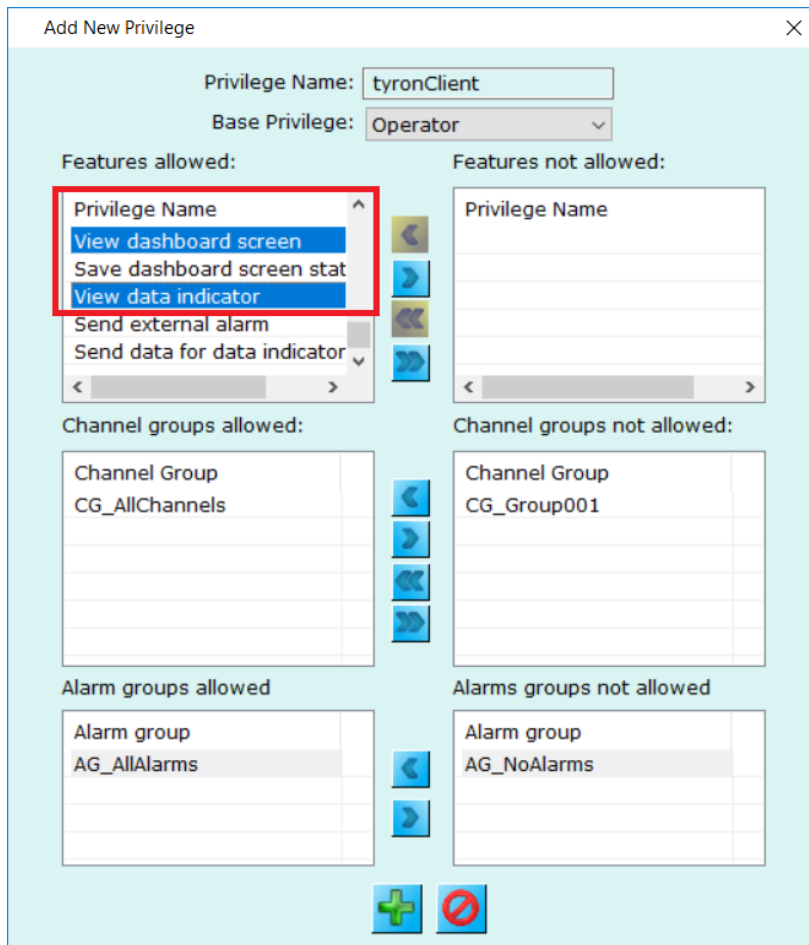 Add New Privilege
Privilege Name: tyronClient
Base Privilege: Operator
Features allowed:
Features not allowed:
Privilege Name
View dashboard screen
Save dashboard screen stat
View data indicator
Send external alarm
Send data for data indicator
Privilege Name
Channel groups allowed:
Channel groups not allowed:
Channel Group
CG_AllChannels
Channel Group
CG_Group001
Alarm groups allowed
Alarms groups not allowed
Alarm group
AG_AllAlarms
Alarm group
AG_NoAlarms